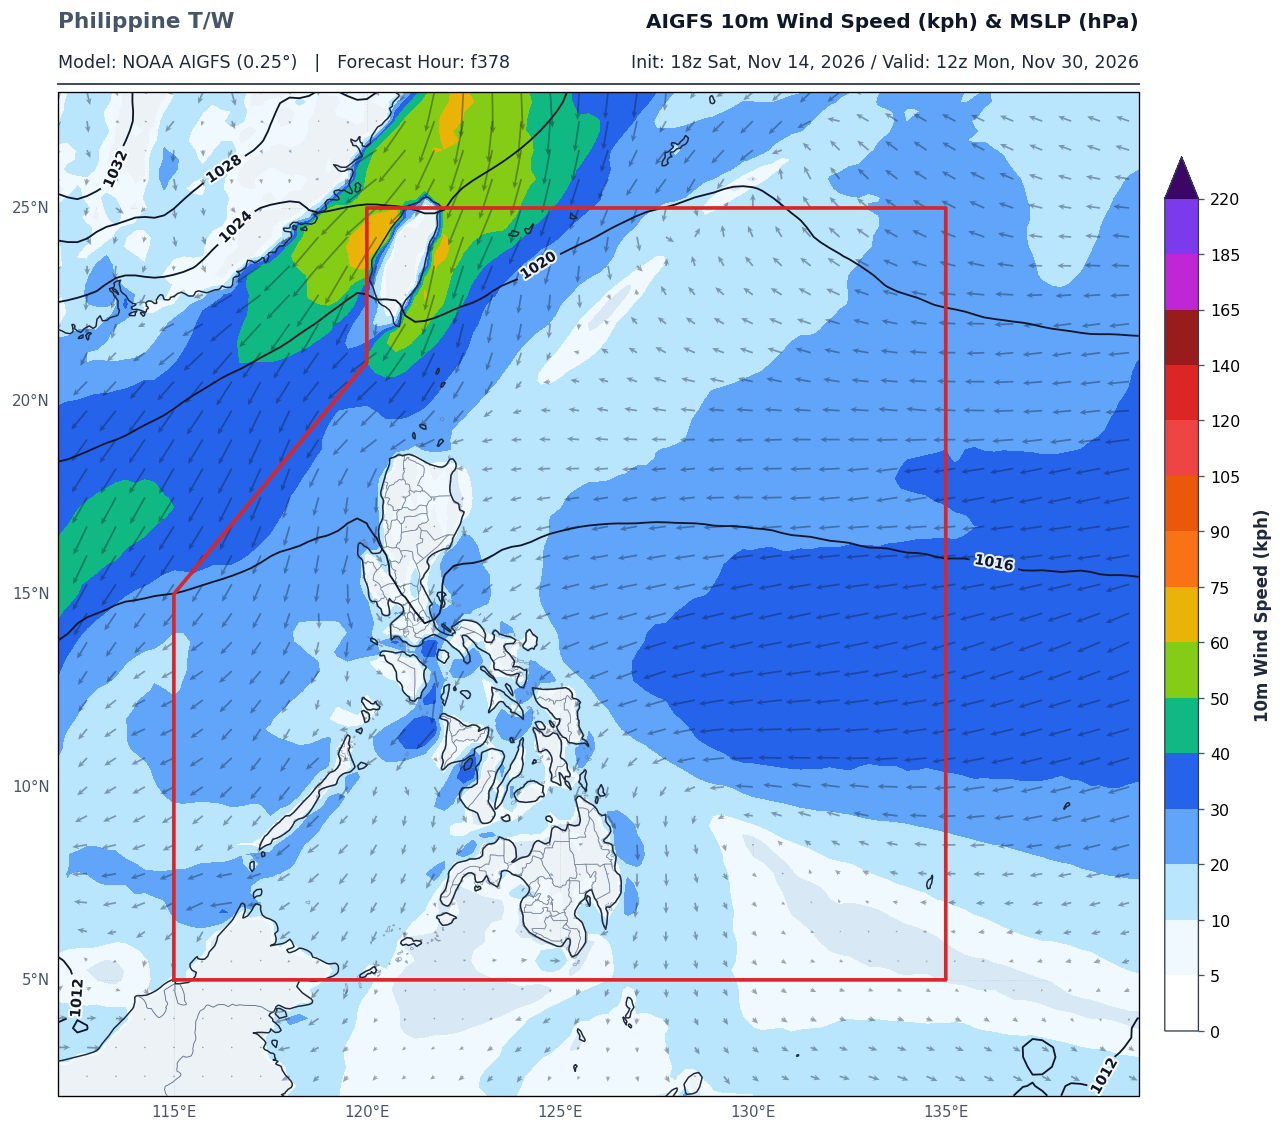 Philippine T/W
AIGFS 10m Wind Speed (kph) & MSLP (hPa)
Model: NOAA AIGFS (0.25°)   |   Forecast Hour: f378
Init: 18z Sat, Nov 14, 2026 / Valid: 12z Mon, Nov 30, 2026
1032
1028
1024
1020
1016
1012
1012
25°N
20°N
15°N
10°N
5°N
115°E
120°E
125°E
130°E
135°E
220
185
165
140
120
105
90
75
60
50
40
30
20
10
5
0
10m Wind Speed (kph)